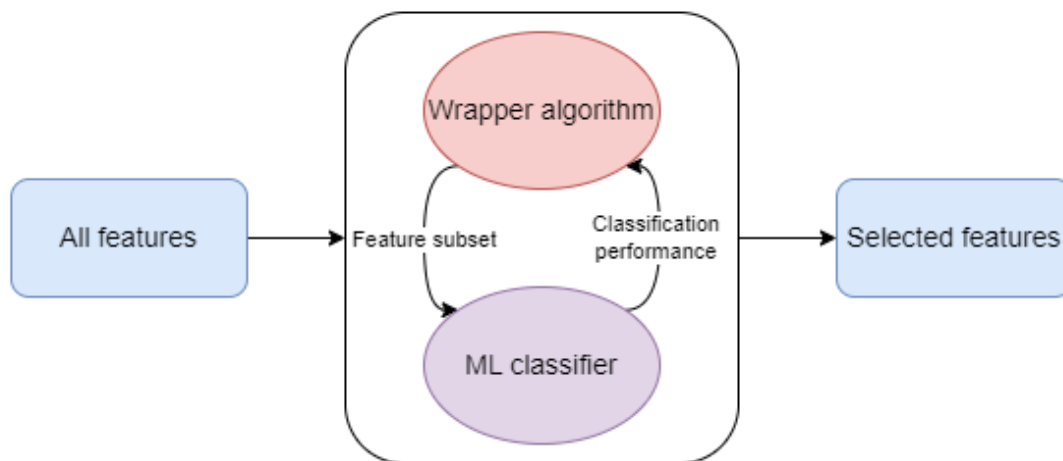 Wrapper algorithm
All features
Feature subset
Classification
performance
Selected features
ML classifier